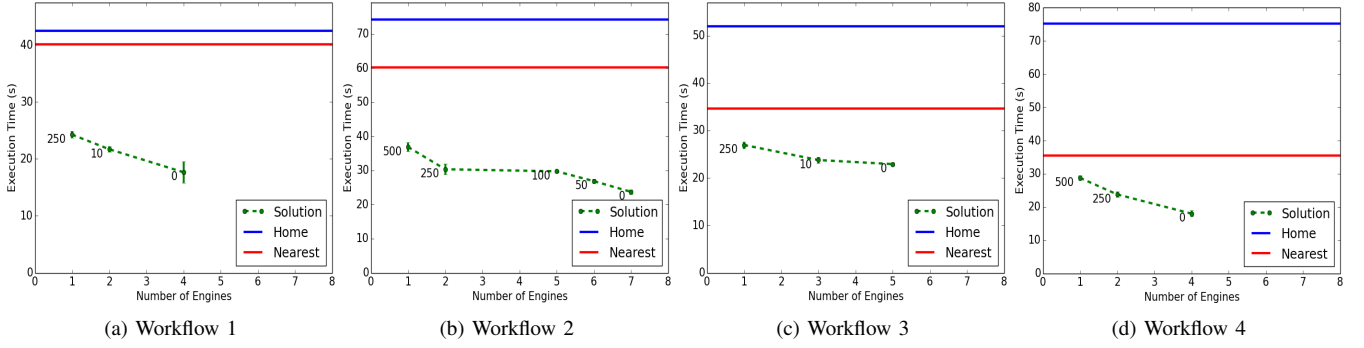 Execution Time (s)
40
30
20
10
0
250
10
0
Solution
Home
Nearest
0 1 2 3 4 5 6 7 8
Number of Engines
(a) Workflow 1
Execution Time (s)
70
60
50
40
30
20
10
0
500
250
100
50
0
Solution
Home
Nearest
0 1 2 3 4 5 6 7 8
Number of Engines
(b) Workflow 2
Execution Time (s)
50
40
30
20
10
0
250
10
0
Solution
Home
Nearest
0 1 2 3 4 5 6 7 8
Number of Engines
(c) Workflow 3
Execution Time (s)
80
70
60
50
40
30
20
10
0
500
250
0
Solution
Home
Nearest
0 1 2 3 4 5 6 7 8
Number of Engines
(d) Workflow 4